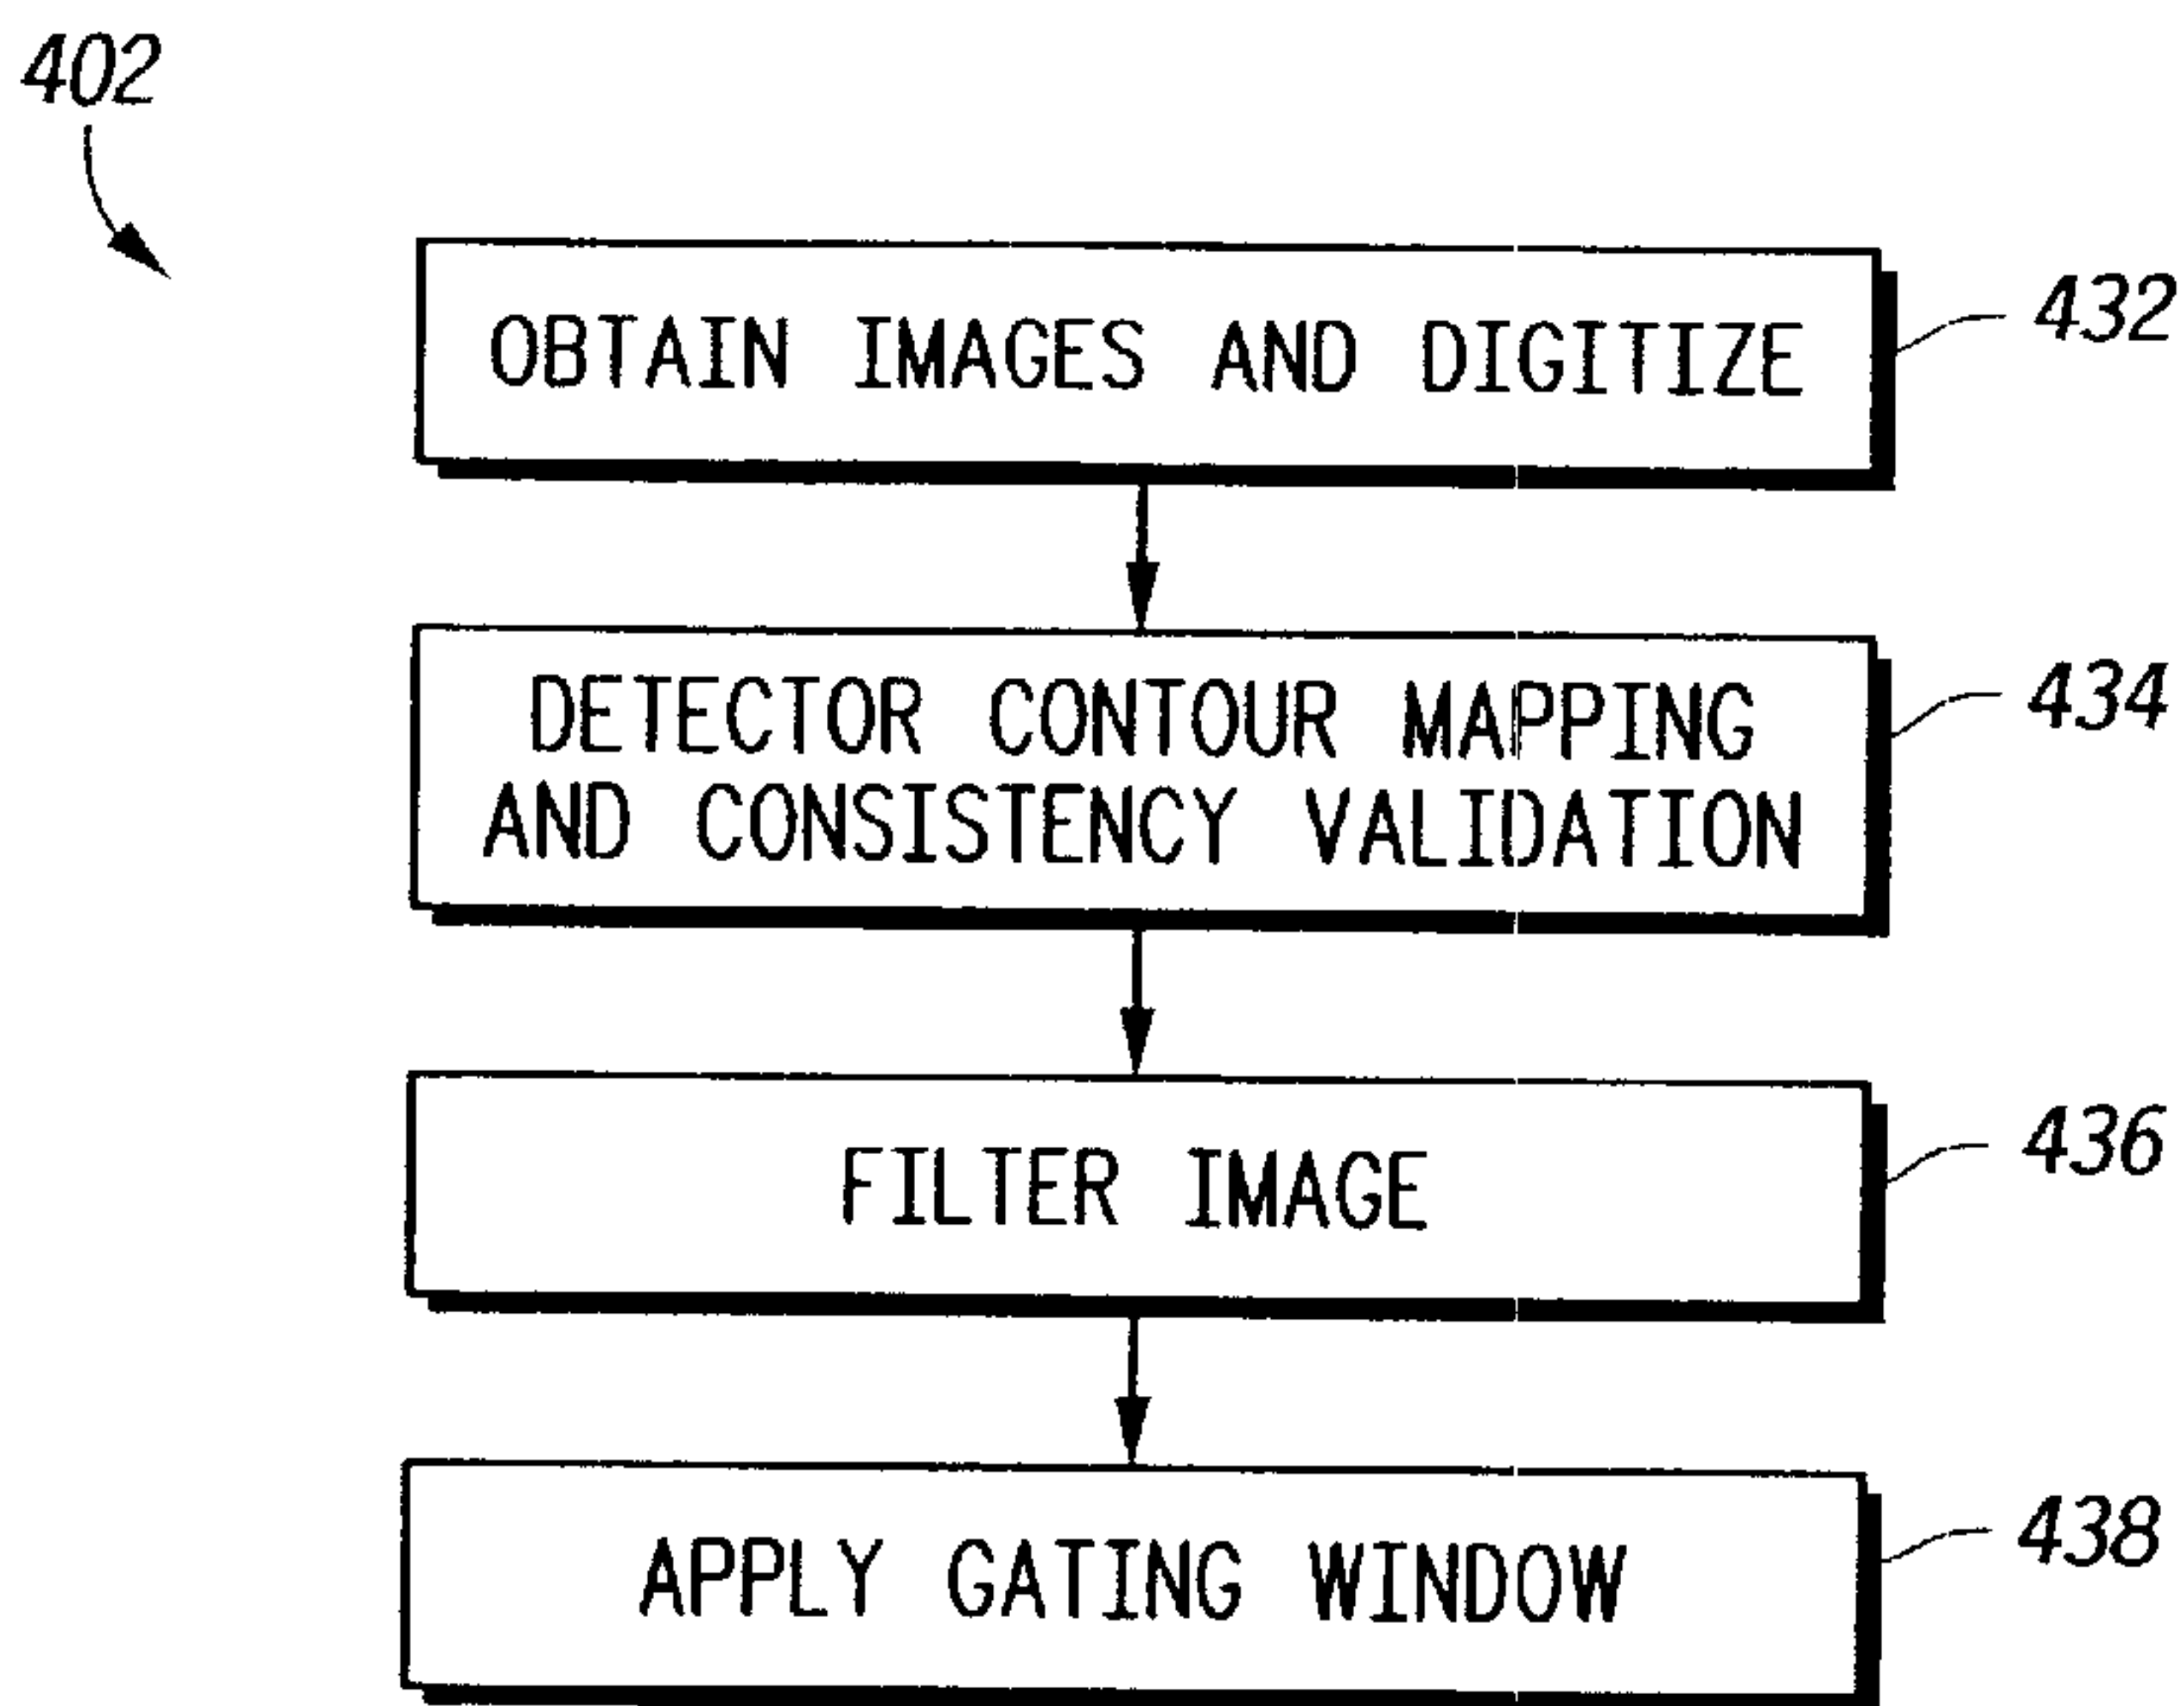 402
OBTAIN IMAGES AND DIGITIZE
432
DETECTOR CONTOUR MAPPING
AND CONSISTENCY VALIDATION
434
FILTER IMAGE
436
APPLY GATING WINDOW
438